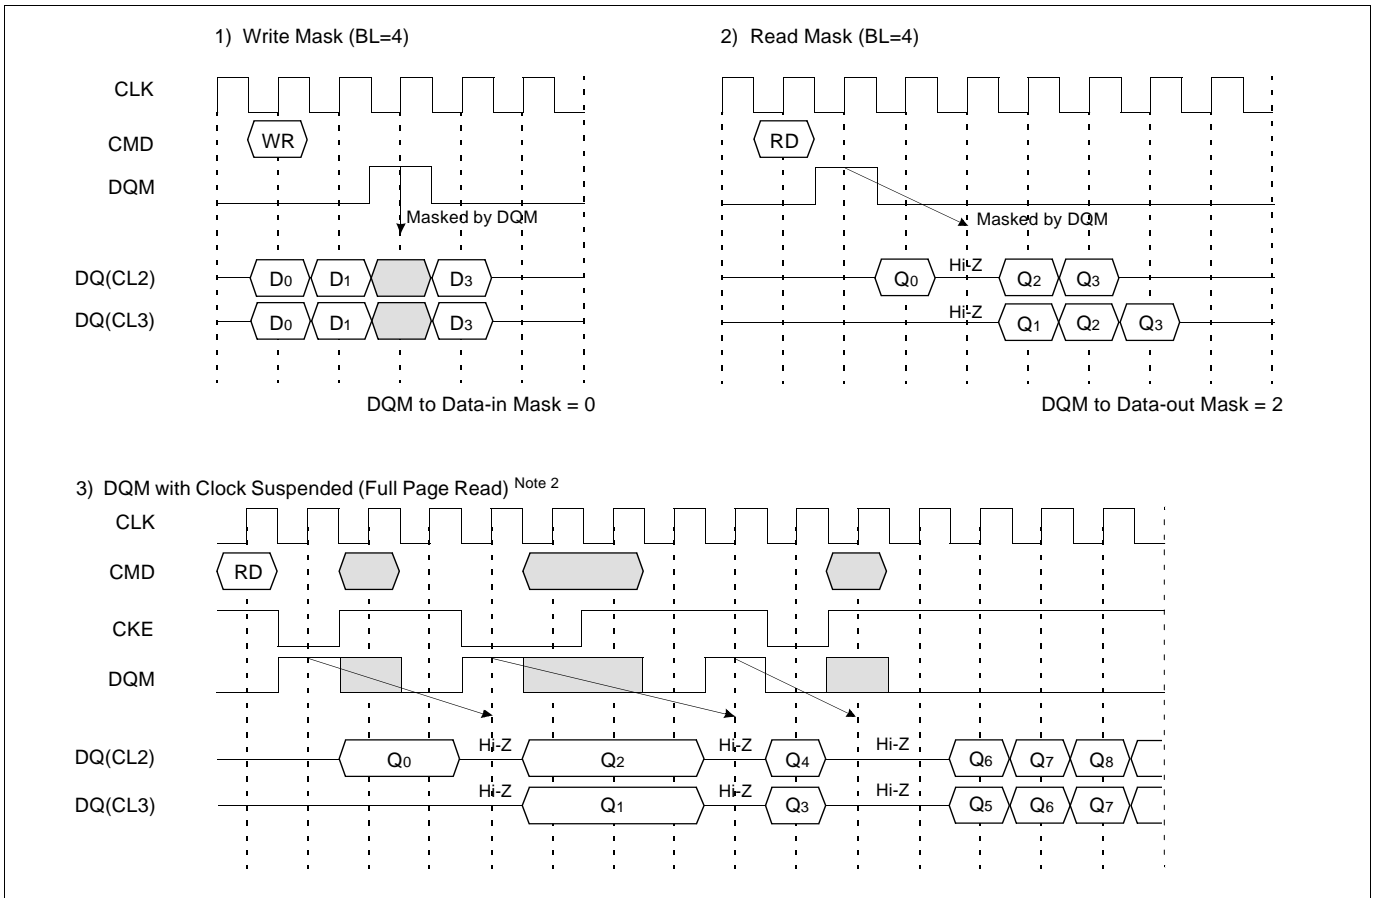 1) Write Mask (BL=4)
2) Read Mask (BL=4)
CLK
CMD
WR
RD
DQM
Masked by DQM
Masked by DQM
DQ(CL2)
D0 D1 D3
Hi-Z
Q0 Q2 Q3
DQ(CL3)
D0 D1 D3
Hi-Z
Q1 Q2 Q3
DQM to Data-in Mask = 0
DQM to Data-out Mask = 2
3) DQM with Clock Suspended (Full Page Read) Note 2
CLK
CMD
RD
CKE
DQM
DQ(CL2)
Q0 Hi-Z Q2 Hi-Z Q4 Hi-Z Q6 Q7 Q8
DQ(CL3)
Hi-Z Q1 Hi-Z Q3 Hi-Z Q5 Q6 Q7